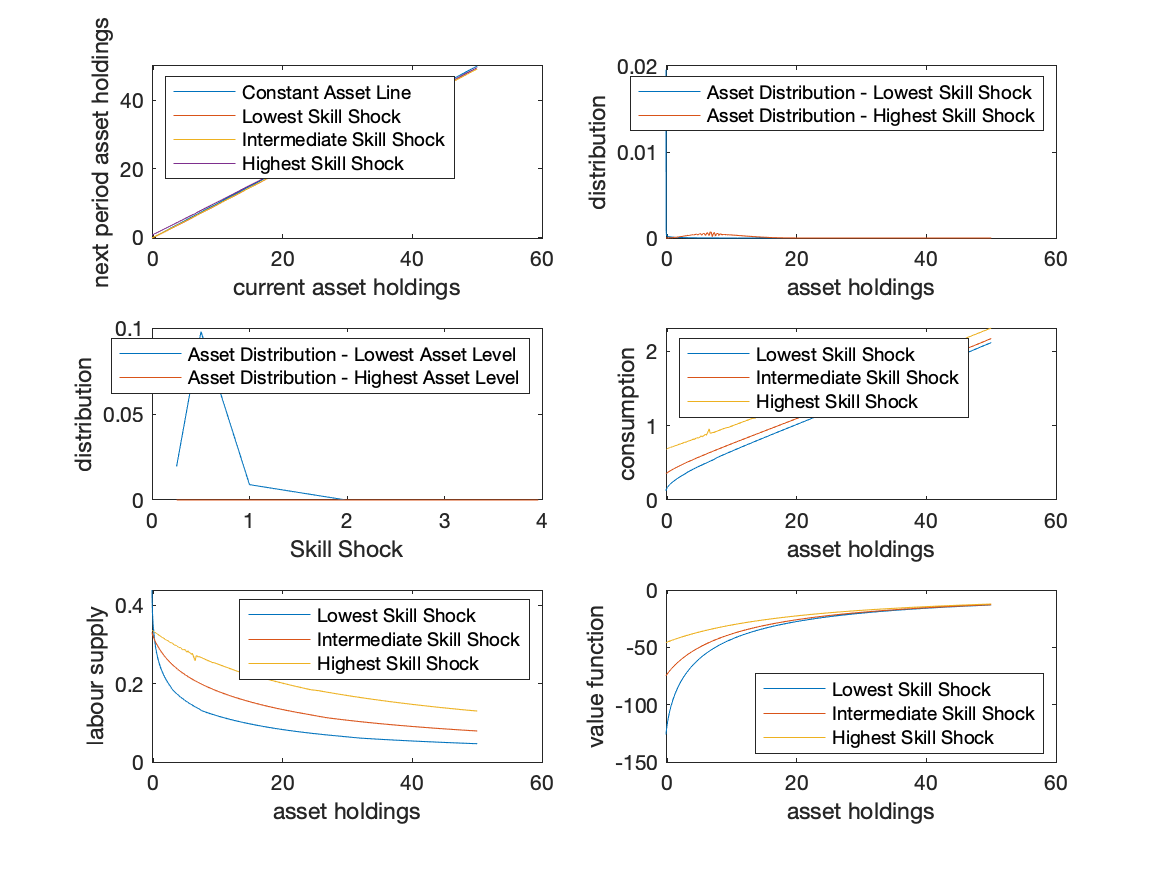 next period asset holdings
40
20
0
Constant Asset Line
Lowest Skill Shock
Intermediate Skill Shock
Highest Skill Shock
0 20 40 60
current asset holdings
distribution
0.02
0.01
0
Asset Distribution - Lowest Skill Shock
Asset Distribution - Highest Skill Shock
0 20 40 60
asset holdings
distribution
0.1
0.05
0
Asset Distribution - Lowest Asset Level
Asset Distribution - Highest Asset Level
0 1 2 3 4
Skill Shock
consumption
2
1
0
Lowest Skill Shock
Intermediate Skill Shock
Highest Skill Shock
0 20 40 60
asset holdings
labour supply
0.4
0.2
0
Lowest Skill Shock
Intermediate Skill Shock
Highest Skill Shock
0 20 40 60
asset holdings
value function
0
-50
-100
-150
Lowest Skill Shock
Intermediate Skill Shock
Highest Skill Shock
0 20 40 60
asset holdings